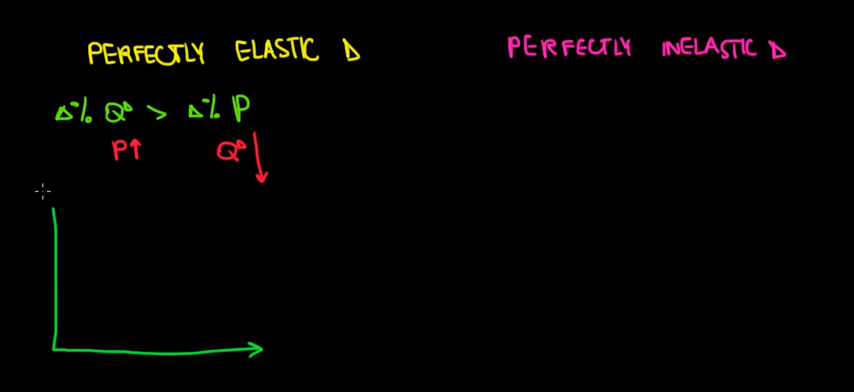 PERFECTLY ELASTIC D
PERFECTLY INELASTIC D
Δ% Qᴰ > Δ% P
P↑ Qᴰ ↓